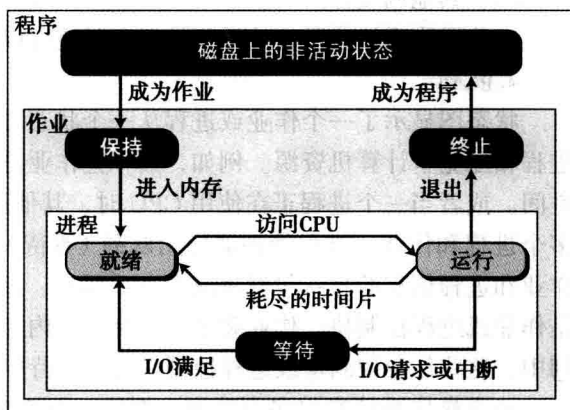 程序
磁盘上的非活动状态
成为作业
成为程序
作业
保持
终止
进入内存
退出
进程
访问CPU
就绪
运行
耗尽的时间片
等待
I/O满足
I/O请求或中断